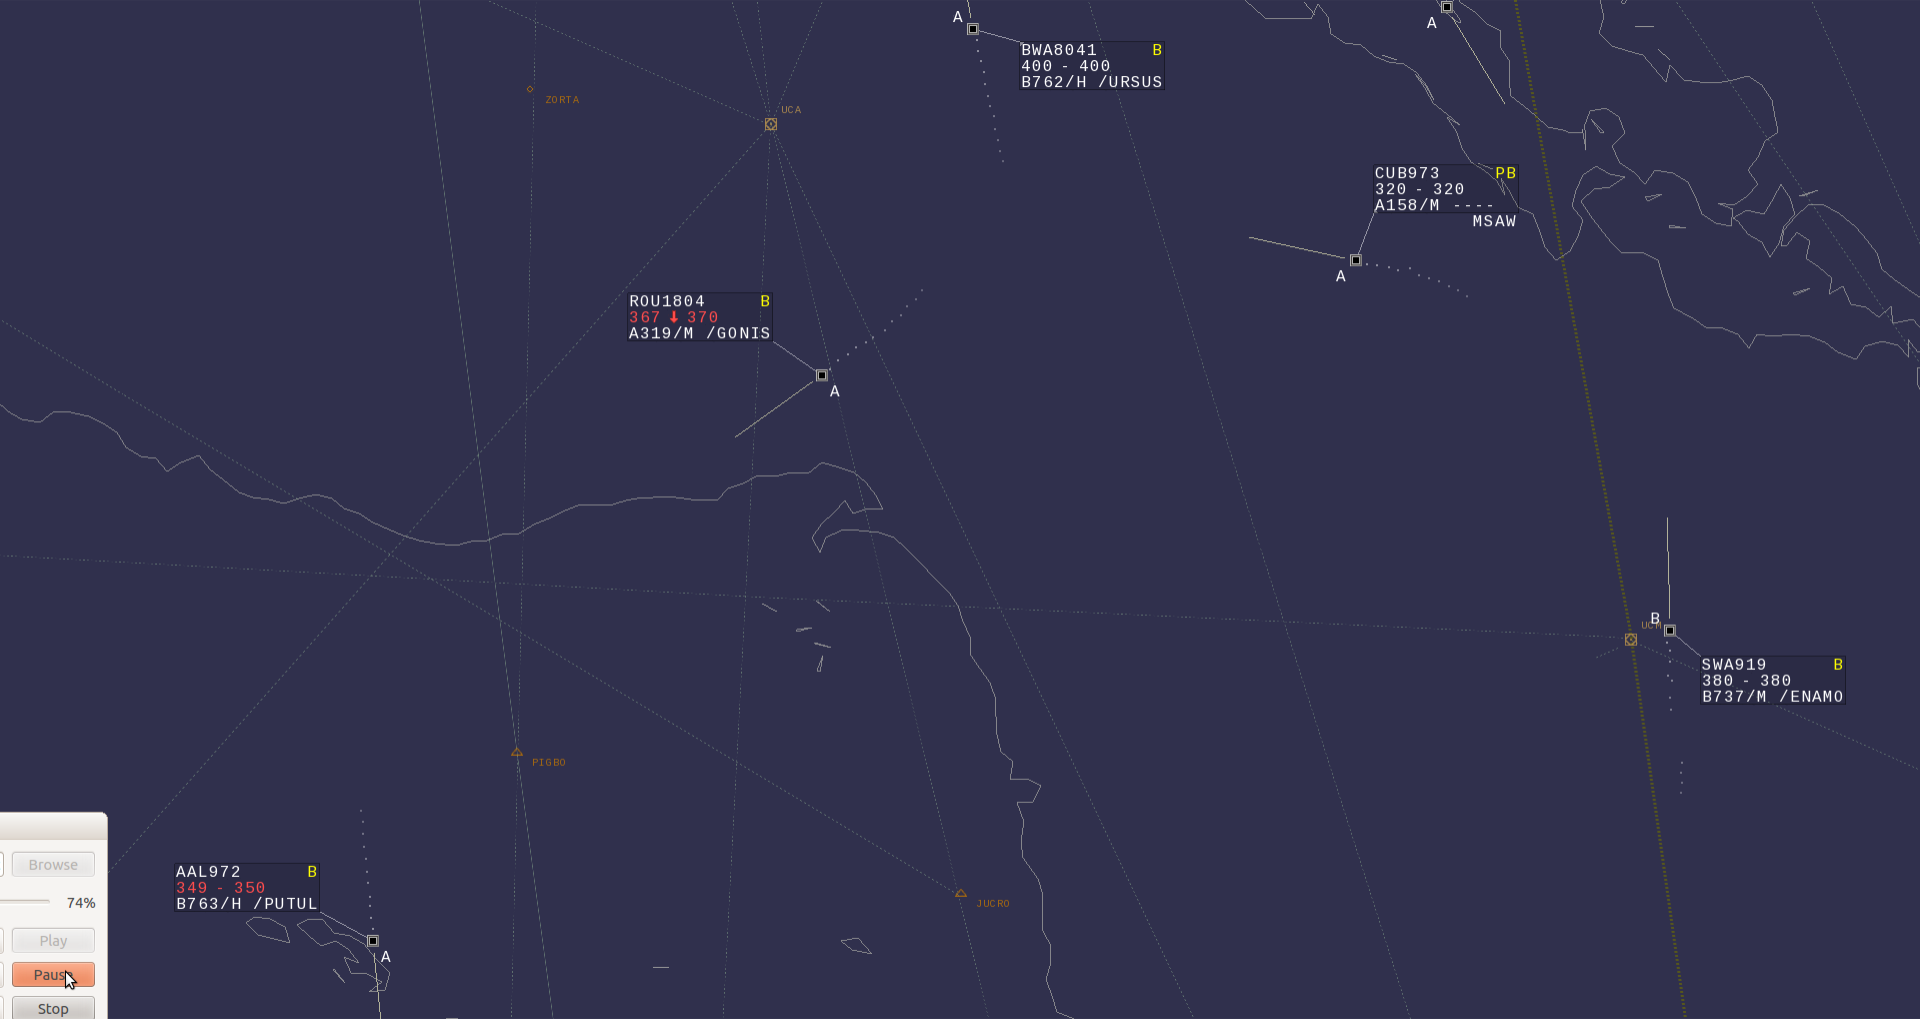 A
A
BWA8041 B
400 - 400
B762/H /URSUS
ZORTA
UCA
CUB973 PB
320 - 320
A158/M ----
MSAW
A
ROU1804 B
367 ⬇ 370
A319/M /GONIS
A
B
SWA919 B
380 - 380
B737/M /ENAMO
PIGBO
AAL972 B
349 - 350
B763/H /PUTUL
A
JUCRO
Browse
74%
Play
Pause
Stop